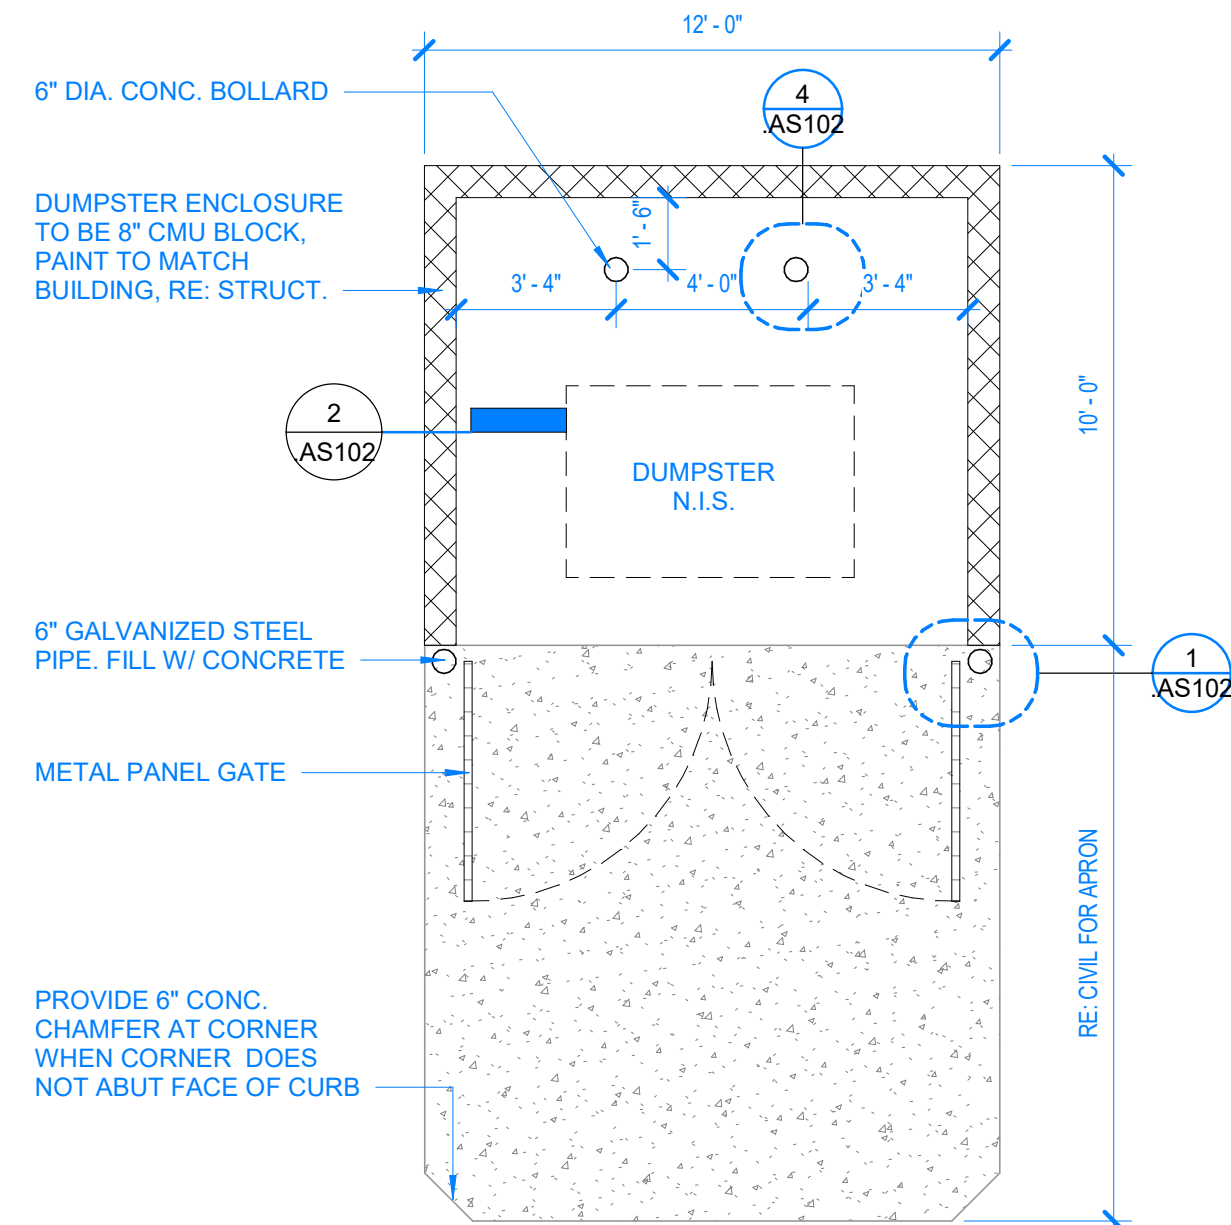 12' - 0"
6" DIA. CONC. BOLLARD
4
.AS102
DUMPSTER ENCLOSURE
TO BE 8" CMU BLOCK,
PAINT TO MATCH
BUILDING, RE: STRUCT.
1' - 6"
3' - 4"
4' - 0"
3' - 4"
10' - 0"
2
.AS102
DUMPSTER
N.I.S.
6" GALVANIZED STEEL
PIPE. FILL W/ CONCRETE
1
.AS102
METAL PANEL GATE
RE: CIVIL FOR APRON
PROVIDE 6" CONC.
CHAMFER AT CORNER
WHEN CORNER DOES
NOT ABUT FACE OF CURB